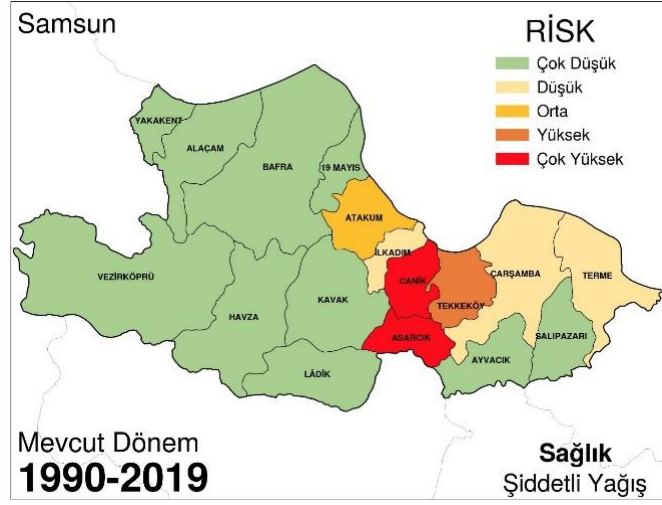 Samsun
RİSK
Çok Düşük
Düşük
Orta
Yüksek
Çok Yüksek
YAKAKENT
ALAÇAM
BAFRA
19 MAYIS
ATAKUM
İLKADIM
CANİK
TEKKEKÖY
ÇARŞAMBA
TERME
VEZİRKÖPRÜ
HAVZA
KAVAK
ASARCIK
SALIPAZARI
AYVACIK
LÂDİK
Mevcut Dönem
1990-2019
Sağlık
Şiddetli Yağış